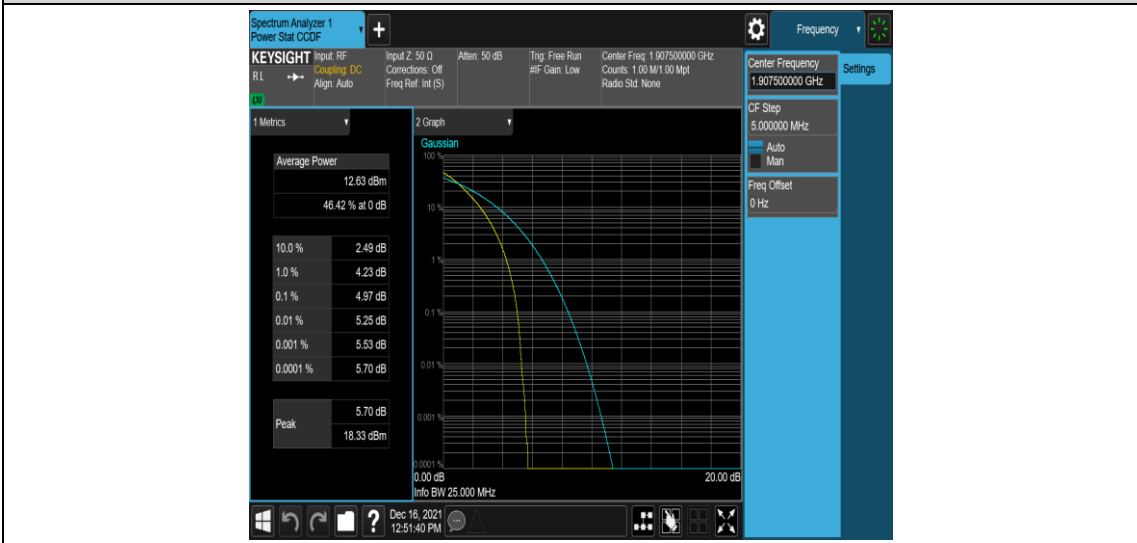 Spectrum Analyzer 1
Power Stat CCDF
+
Frequency
KEYSIGHT
R L
LNI
Input: RF
Coupling: DC
Align: Auto
Input Z: 50 Ω
Corrections: Off
Freq Ref: Int (S)
Atten: 50 dB
Trig: Free Run
#IF Gain: Low
Center Freq: 1.907500000 GHz
Counts: 1.00 M/1.00 Mpt
Radio Std: None
Center Frequency
1.907500000 GHz
Settings
CF Step
5.000000 MHz
Auto
Man
Freq Offset
0 Hz
1 Metrics
Average Power
12.63 dBm
46.42 % at 0 dB
10.0 % 2.49 dB
1.0 % 4.23 dB
0.1 % 4.97 dB
0.01 % 5.25 dB
0.001 % 5.53 dB
0.0001 % 5.70 dB
Peak
5.70 dB
18.33 dBm
2 Graph
Gaussian
100 %
10 %
1 %
0.1 %
0.01 %
0.001 %
0.0001 %
0.00 dB 20.00 dB
Info BW 25.000 MHz
?
Dec 16, 2021
12:51:40 PM